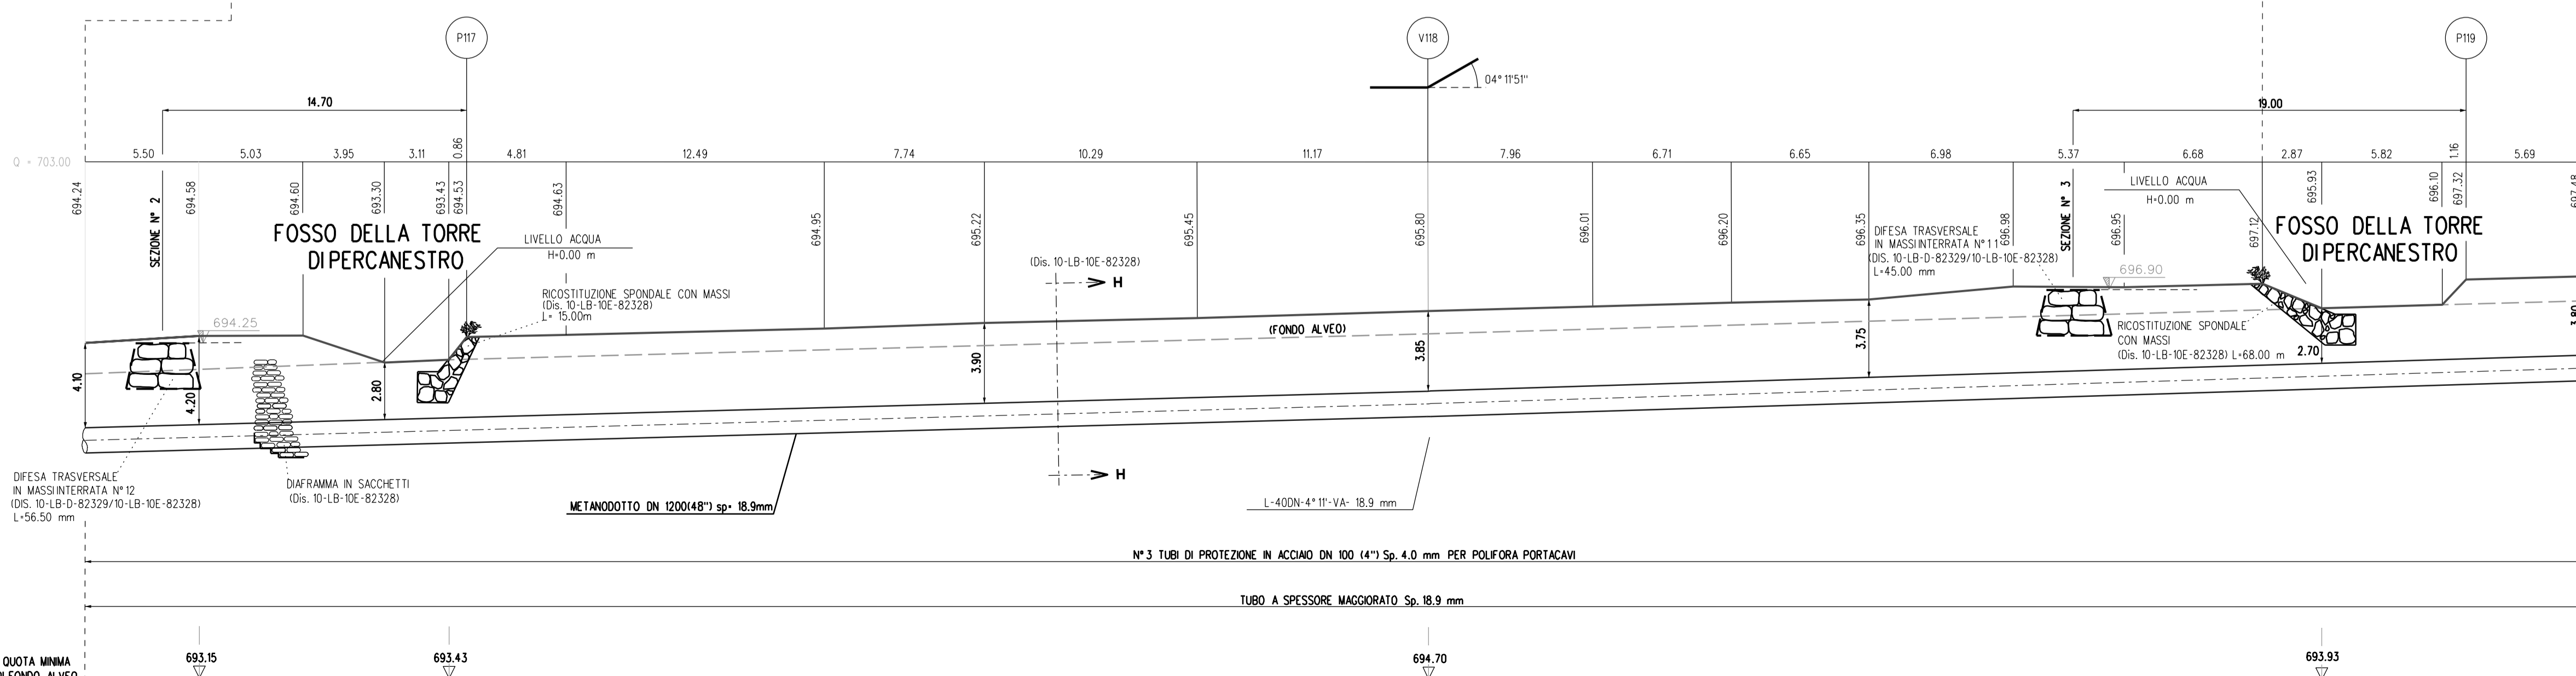 P117
V118
P119
04°11'51"
14.70
19.00
Q = 703.00
5.50
5.03
3.95
3.11
0.86
4.81
12.49
7.74
10.29
11.17
7.96
6.71
6.65
6.98
5.37
6.68
2.87
5.82
1.16
5.69
694.24
SEZIONE N° 2
694.58
694.60
693.30
693.43
694.53
694.63
694.95
695.22
695.45
695.80
696.01
696.20
696.35
696.98
SEZIONE N° 3
696.95
697.12
695.93
696.10
697.32
697.48
FOSSO DELLA TORRE
DI PERCANESTRO
LIVELLO ACQUA
H=0.00 m
RICOSTITUZIONE SPONDALE CON MASSI
(Dis. 10-LB-10E-82328)
L= 15.00m
694.25
(Dis. 10-LB-10E-82328)
H
(FONDO ALVEO)
DIFESA TRASVERSALE
IN MASSI INTERRATA N°11
(DIS. 10-LB-D-82329/10-LB-10E-82328)
L=45.00 mm
LIVELLO ACQUA
H=0.00 m
FOSSO DELLA TORRE
DI PERCANESTRO
696.90
RICOSTITUZIONE SPONDALE
CON MASSI
(Dis. 10-LB-10E-82328) L=68.00 m
4.10
4.20
2.80
3.90
3.85
3.75
2.70
3.80
DIFESA TRASVERSALE
IN MASSI INTERRATA N°12
(DIS. 10-LB-D-82329/10-LB-10E-82328)
L=56.50 mm
DIAFRAMMA IN SACCHETTI
(Dis. 10-LB-10E-82328)
METANODOTTO DN 1200(48") sp= 18.9mm
H
L-40DN-4°11'-VA- 18.9 mm
N°3 TUBI DI PROTEZIONE IN ACCIAIO DN 100 (4") Sp. 4.0 mm PER POLIFORA PORTACAVI
TUBO A SPESSORE MAGGIORATO Sp. 18.9 mm
QUOTA MINIMA
DI FONDO ALVEO
693.15
693.43
694.70
693.93